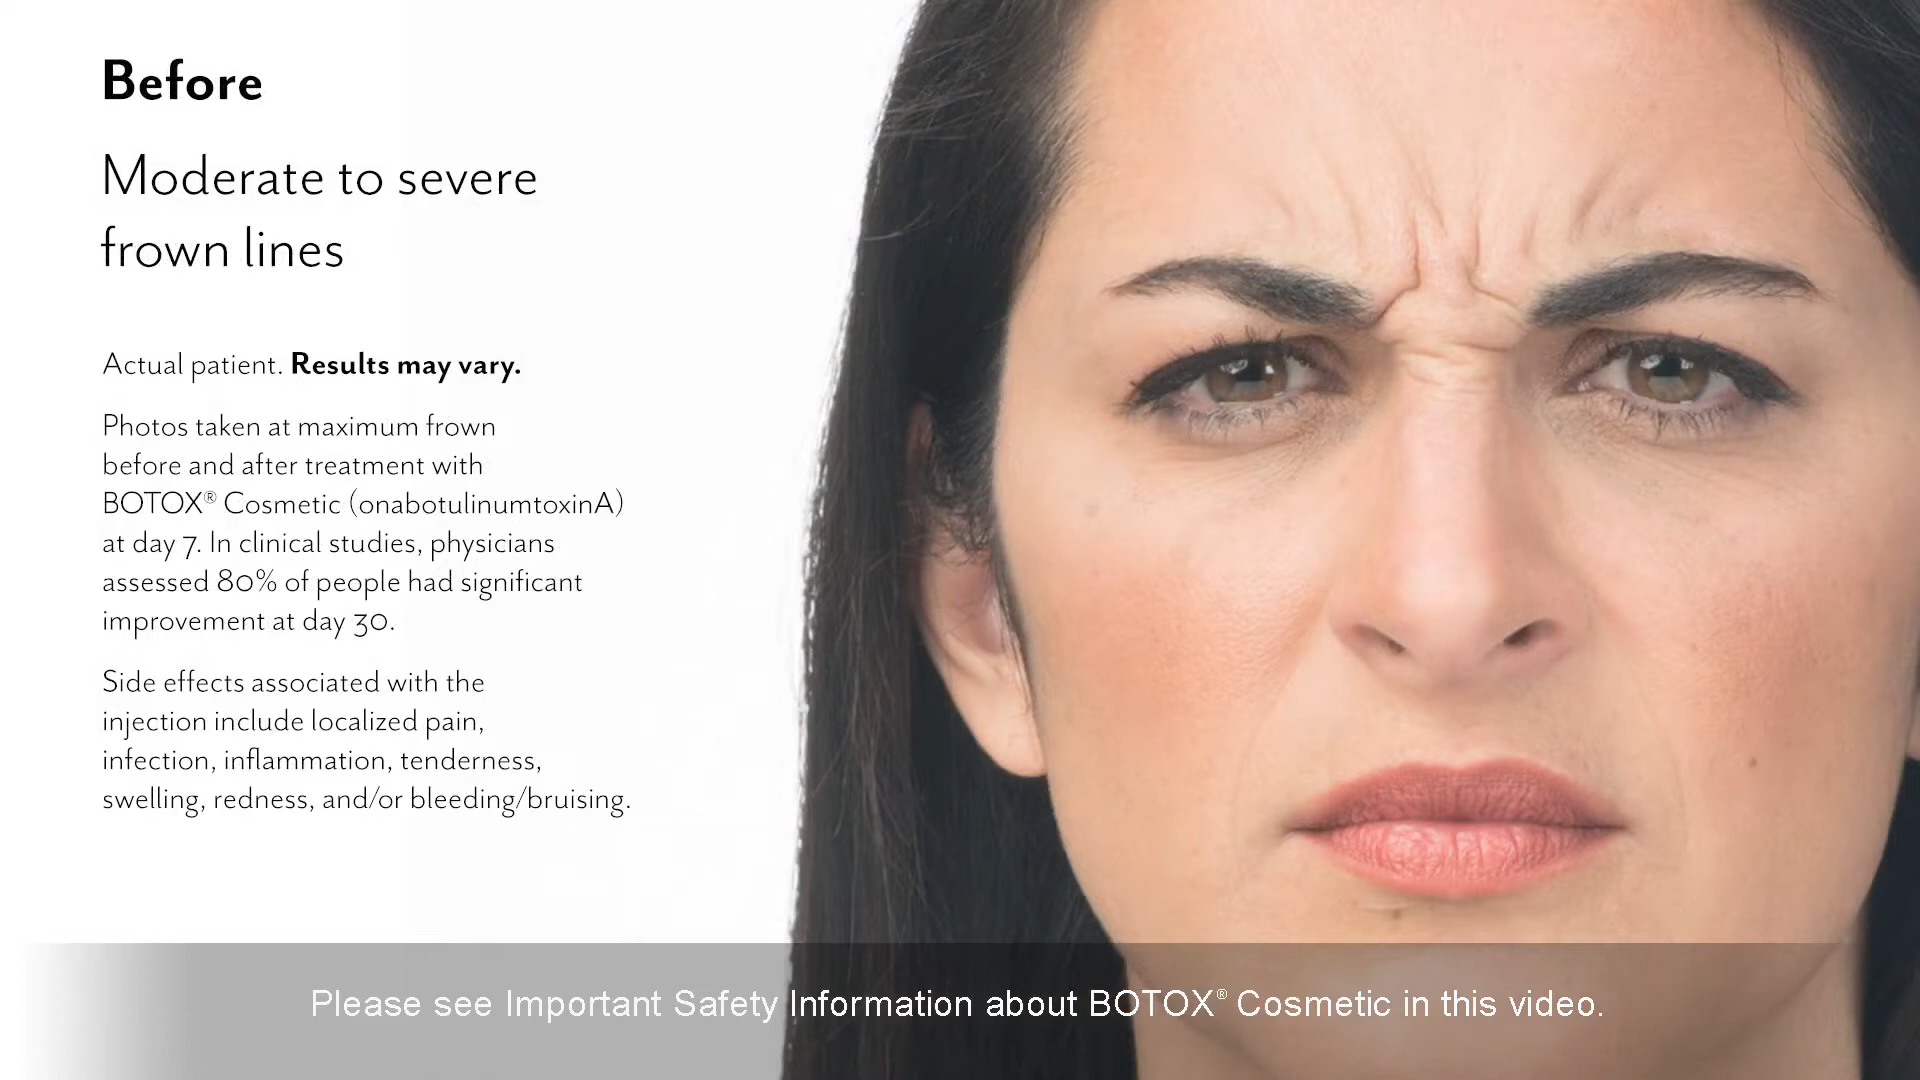 Before
Moderate to severe
frown lines
Actual patient. Results may vary.
Photos taken at maximum frown
before and after treatment with
BOTOX® Cosmetic (onabotulinumtoxinA)
at day 7. In clinical studies, physicians
assessed 80% of people had significant
improvement at day 30.
Side effects associated with the
injection include localized pain,
infection, inflammation, tenderness,
swelling, redness, and/or bleeding/bruising.
Please see Important Safety Information about BOTOX® Cosmetic in this video.